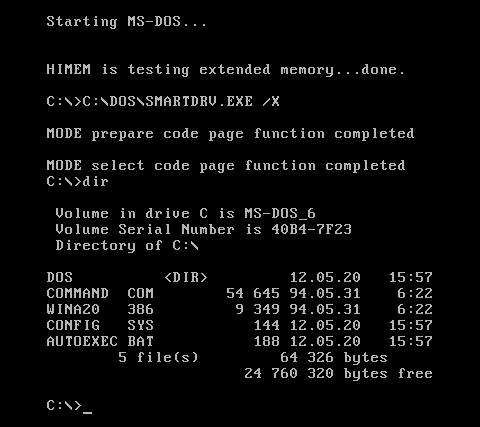 Starting MS-DOS...
HIMEM is testing extended memory...done.
C:\>C:\DOS\SMARTDRV.EXE /X
MODE prepare code page function completed
MODE select code page function completed
C:\>dir
Volume in drive C is MS-DOS_6
Volume Serial Number is 40B4-7F23
Directory of C:\
DOS <DIR> 12.05.20 15:57
COMMAND COM 54 645 94.05.31 6:22
WINA20 386 9 349 94.05.31 6:22
CONFIG SYS 144 12.05.20 15:57
AUTOEXEC BAT 188 12.05.20 15:57
5 file(s) 64 326 bytes
24 760 320 bytes free
C:\>_